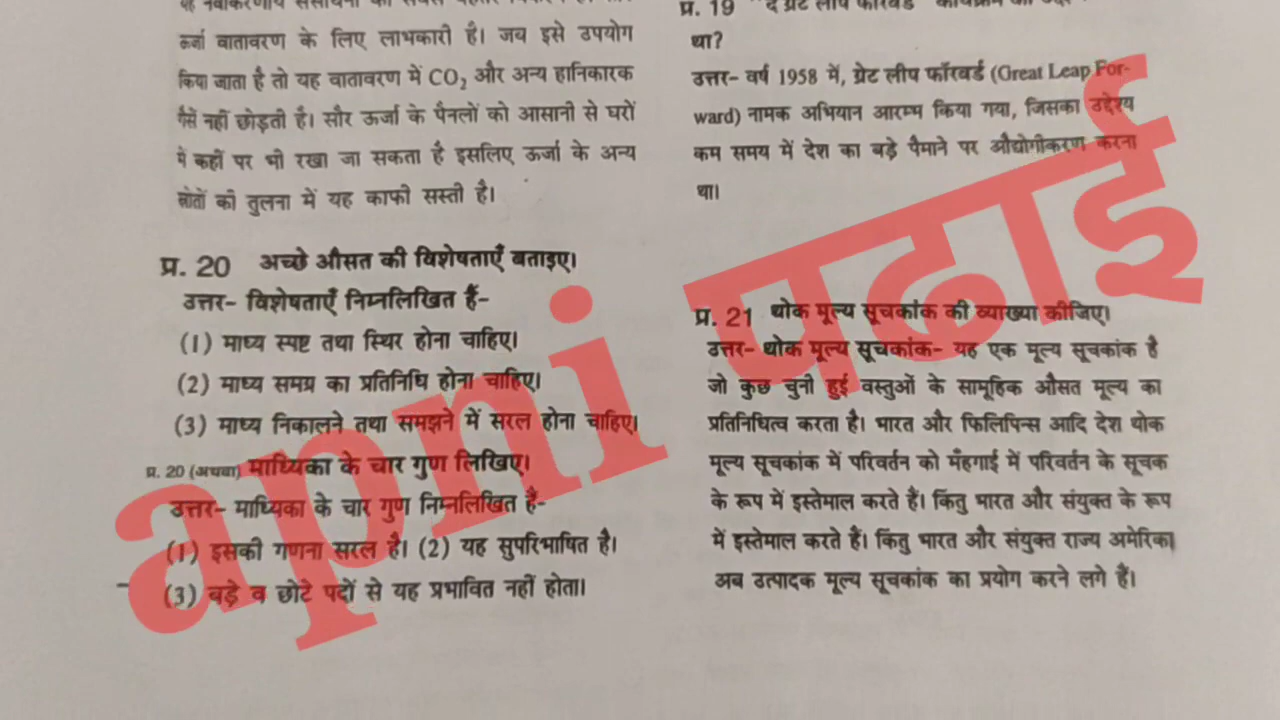 ऊर्जा वातावरण के लिए लाभकारी है। जब इसे उपयोग
किया जाता है तो यह वातावरण में CO₂ और अन्य हानिकारक
गैसें नहीं छोड़ती है। सौर ऊर्जा के पैनलों को आसानी से घरों
में कहीं पर भी रखा जा सकता है इसलिए ऊर्जा के अन्य
स्रोतों की तुलना में यह काफी सस्ती है।
प्र. 20 अच्छे औसत की विशेषताएँ बताइए।
उत्तर– विशेषताएँ निम्नलिखित हैं–
(1) माध्य स्पष्ट तथा स्थिर होना चाहिए।
(2) माध्य समग्र का प्रतिनिधि होना चाहिए।
(3) माध्य निकालने तथा समझने में सरल होना चाहिए।
प्र. 20 (अथवा) माध्यिका के चार गुण लिखिए।
उत्तर– माध्यिका के चार गुण निम्नलिखित हैं–
(1) इसकी गणना सरल है। (2) यह सुपरिभाषित है।
(3) बड़े व छोटे पदों से यह प्रभावित नहीं होता।
प्र. 19 द ग्रेट लीप फॉरवर्ड
था?
उत्तर– वर्ष 1958 में, ग्रेट लीप फॉरवर्ड (Great Leap For-
ward) नामक अभियान आरम्भ किया गया, जिसका उद्देश्य
कम समय में देश का बड़े पैमाने पर औद्योगीकरण करना
था।
प्र. 21 थोक मूल्य सूचकांक की व्याख्या कीजिए।
उत्तर– थोक मूल्य सूचकांक– यह एक मूल्य सूचकांक है
जो कुछ चुनी हुई वस्तुओं के सामूहिक औसत मूल्य का
प्रतिनिधित्व करता है। भारत और फिलिपिन्स आदि देश थोक
मूल्य सूचकांक में परिवर्तन को मँहगाई में परिवर्तन के सूचक
के रूप में इस्तेमाल करते हैं। किंतु भारत और संयुक्त के रूप
में इस्तेमाल करते हैं। किंतु भारत और संयुक्त राज्य अमेरिका
अब उत्पादक मूल्य सूचकांक का प्रयोग करने लगे हैं।
apni पढाई